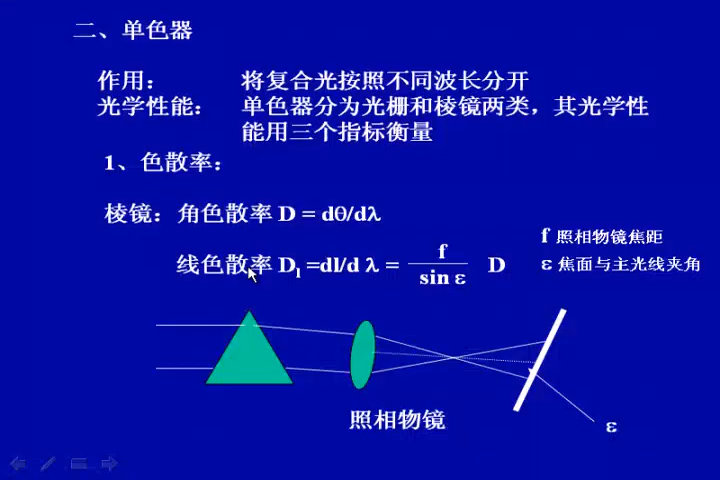 二、单色器
作用： 将复合光按照不同波长分开
光学性能： 单色器分为光栅和棱镜两类，其光学性
能用三个指标衡量
1、色散率：
棱镜：角色散率 D = dθ/dλ
f 照相物镜焦距
线色散率 Dl =dl/d λ = f / sin ε D
ε 焦面与主光线夹角
照相物镜
ε